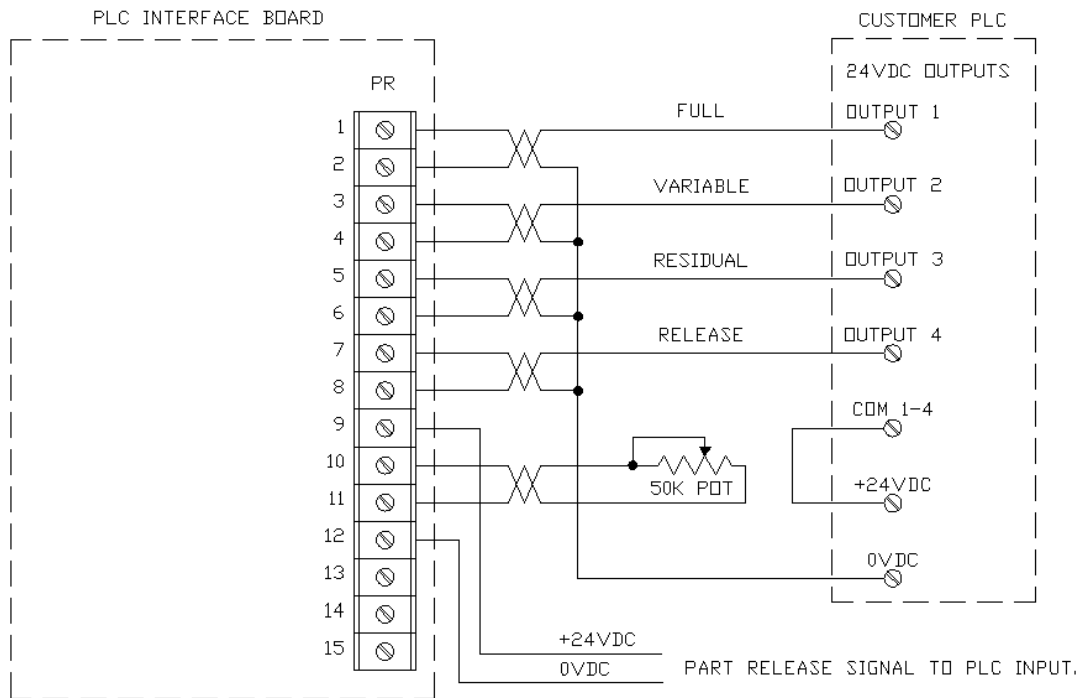 PLC INTERFACE BOARD
CUSTOMER PLC
24VDC OUTPUTS
PR
1
2
3
4
5
6
7
8
9
10
11
12
13
14
15
FULL
OUTPUT 1
VARIABLE
OUTPUT 2
RESIDUAL
OUTPUT 3
RELEASE
OUTPUT 4
COM 1-4
50K POT
+24VDC
0VDC
+24VDC
0VDC
PART RELEASE SIGNAL TO PLC INPUT.